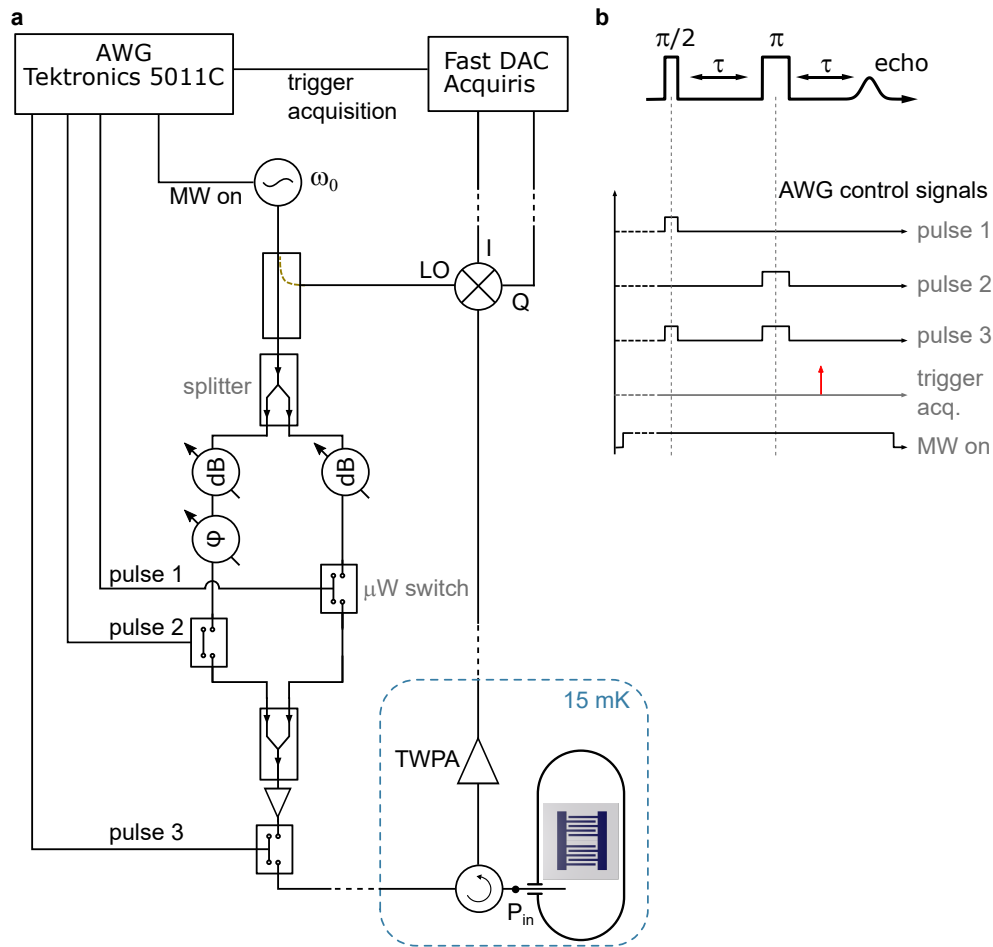 a
AWG
Tektronics 5011C
trigger
acquisition
Fast DAC
Acquiris
MW on
ω0
LO
I
Q
splitter
dB
dB
φ
pulse 1
μW switch
pulse 2
pulse 3
15 mK
TWPA
Pin
b
π/2
π
τ
τ
echo
AWG control signals
pulse 1
pulse 2
pulse 3
trigger
acq.
MW on